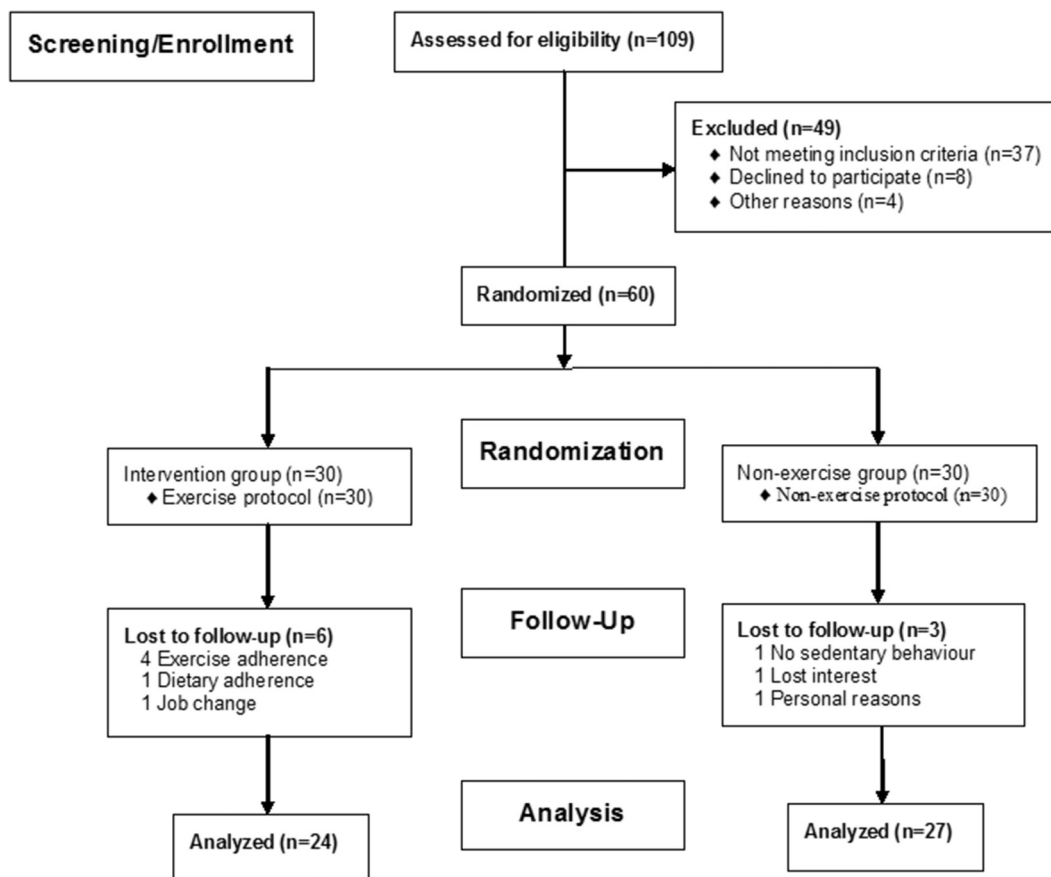 Screening/Enrollment
Assessed for eligibility (n=109)
Excluded (n=49)
♦ Not meeting inclusion criteria (n=37)
♦ Declined to participate (n=8)
♦ Other reasons (n=4)
Randomized (n=60)
Randomization
Intervention group (n=30)
♦ Exercise protocol (n=30)
Non-exercise group (n=30)
♦ Non-exercise protocol (n=30)
Follow-Up
Lost to follow-up (n=6)
4 Exercise adherence
1 Dietary adherence
1 Job change
Lost to follow-up (n=3)
1 No sedentary behaviour
1 Lost interest
1 Personal reasons
Analysis
Analyzed (n=24)
Analyzed (n=27)